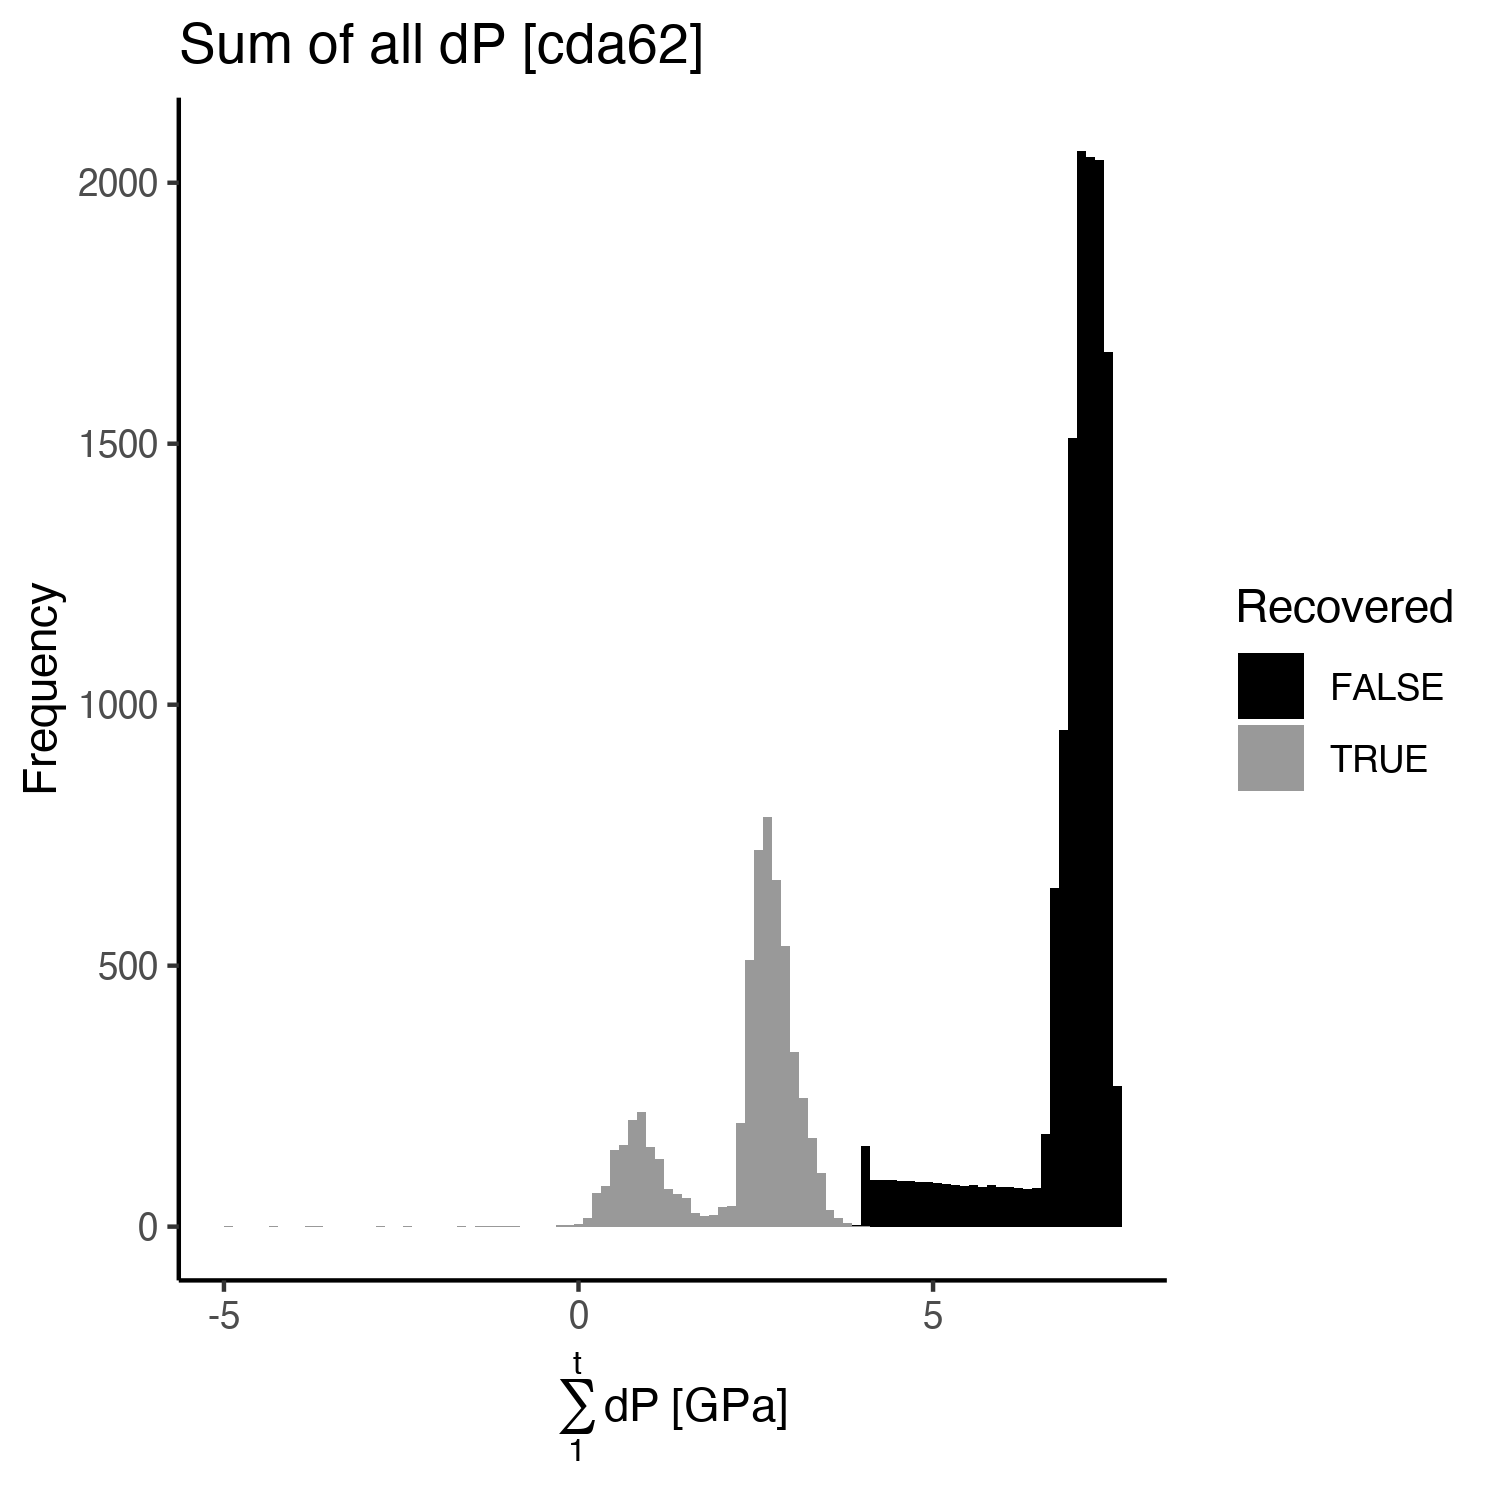 Sum of all dP [cda62]
2000
1500
1000
500
0
Frequency
-5 0 5
t
∑ dP [GPa]
1
Recovered
FALSE
TRUE